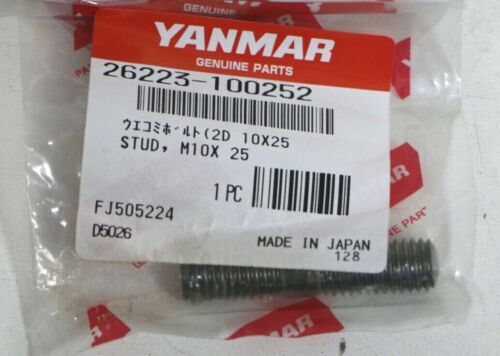 YANMAR
GENUINE PARTS
26223-100252
ウエコミボルト(2D 10X25
STUD, M10X 25
1 PC
FJ505224
D5026
MADE IN JAPAN
128
YANMAR